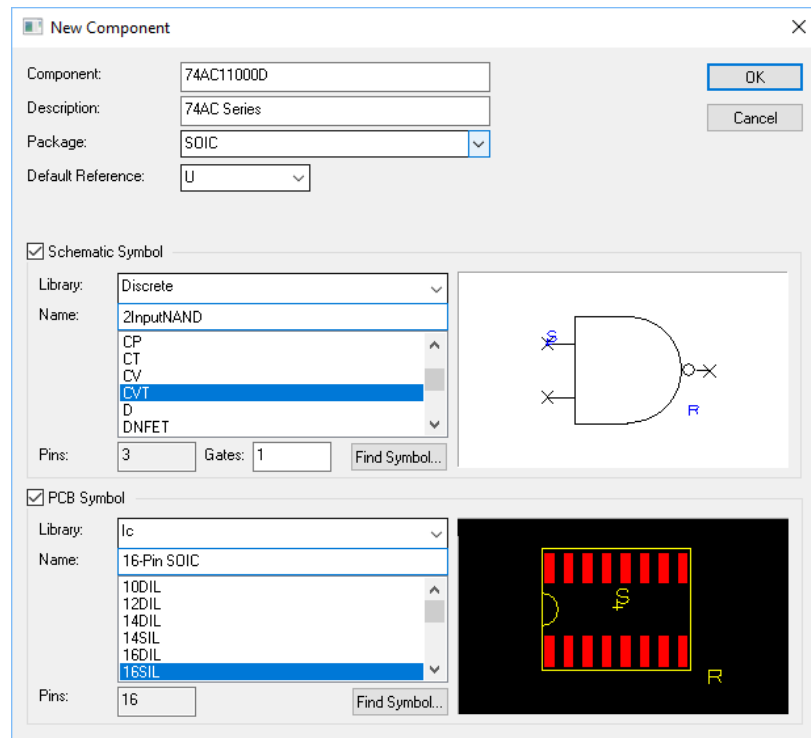 New Component
Component: 74AC11000D OK
Description: 74AC Series Cancel
Package: SOIC
Default Reference: U
Schematic Symbol
Library: Discrete
Name: 2InputNAND
CP
CT
CV
CVT
D
DNFET
S
R
Pins: 3 Gates: 1 Find Symbol...
PCB Symbol
Library: Ic
Name: 16-Pin SOIC
10DIL
12DIL
14DIL
14SIL
16DIL
16SIL
S
R
Pins: 16 Find Symbol...